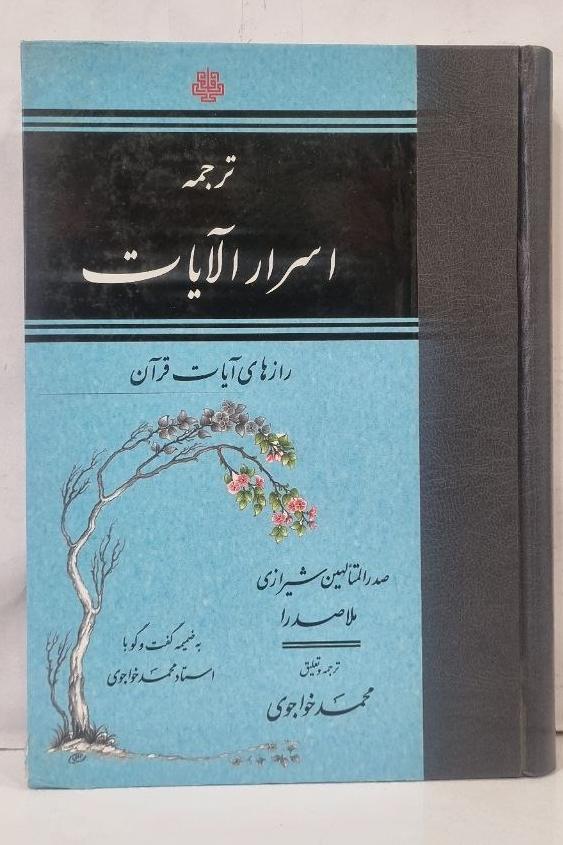 ترجمه
اسرار الآیات
رازهای آیات قرآن
صدرالمتألهین شیرازی
ملاصدرا
ترجمه و تعلیق
محمد خواجوی
به ضمیمه گفت و گو با
استاد محمد خواجوی